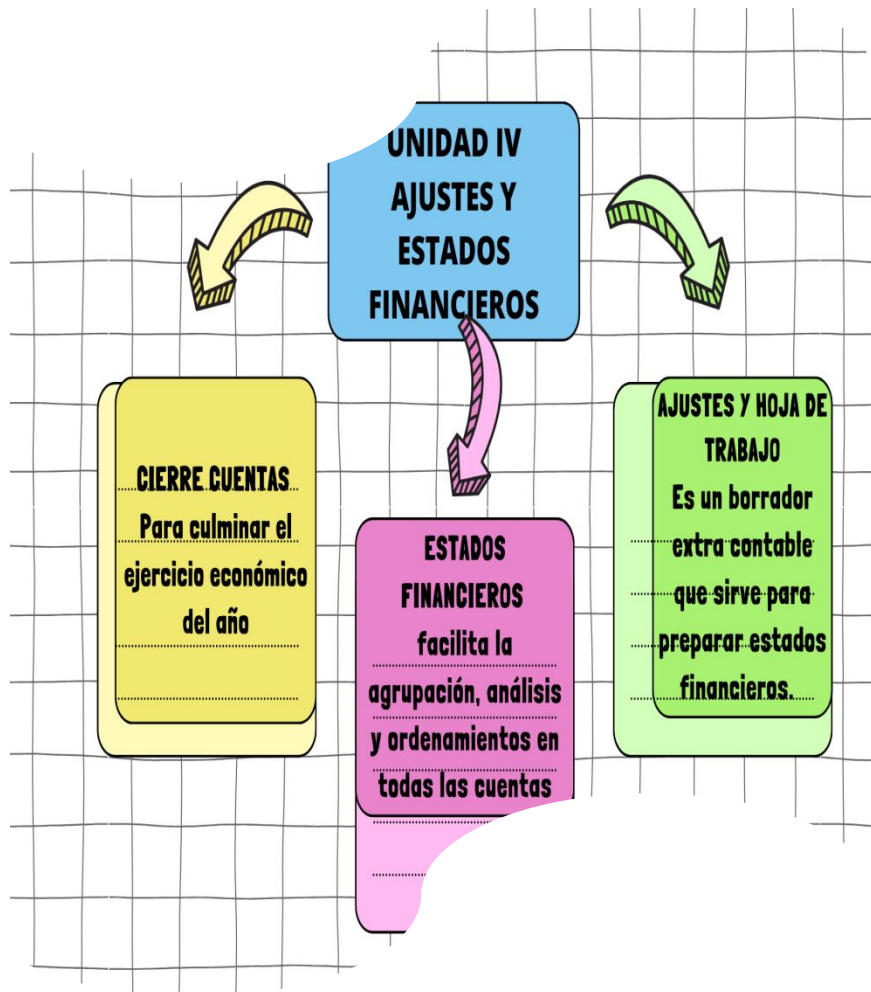 UNIDAD IV
AJUSTES Y
ESTADOS
FINANCIEROS
CIERRE CUENTAS
Para culminar el
ejercicio económico
del año
ESTADOS
FINANCIEROS
facilita la
agrupación, análisis
y ordenamientos en
todas las cuentas
AJUSTES Y HOJA DE
TRABAJO
Es un borrador
extra contable
que sirve para
preparar estados
financieros.